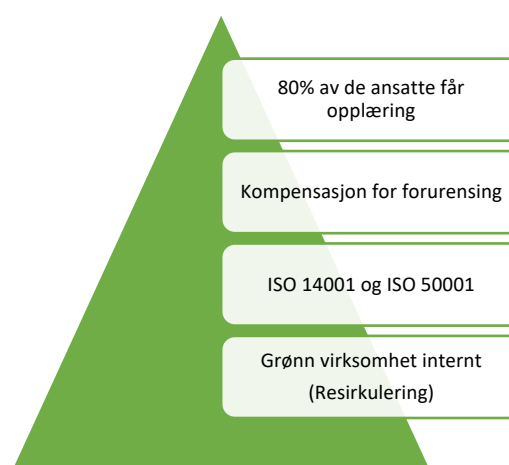 80% av de ansatte får
opplæring
Kompensasjon for forurensing
ISO 14001 og ISO 50001
Grønn virksomhet internt
(Resirkulering)